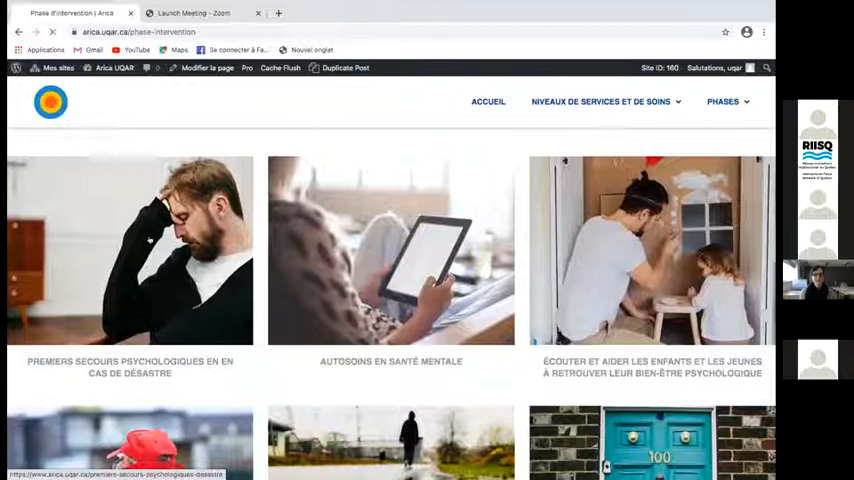 Phase d'intervention | Arica
Launch Meeting - Zoom
arica.uqar.ca/phase-intervention
Applications
Gmail
YouTube
Maps
Se connecter à Fa...
Nouvel onglet
Mes sites
Arica UQAR
0
Modifier la page
Pro
Cache Flush
Duplicate Post
Site ID: 160
Salutations, uqar
ACCUEIL
NIVEAUX DE SERVICES ET DE SOINS
PHASES
PREMIERS SECOURS PSYCHOLOGIQUES EN EN
CAS DE DÉSASTRE
AUTOSOINS EN SANTÉ MENTALE
ÉCOUTER ET AIDER LES ENFANTS ET LES JEUNES
À RETROUVER LEUR BIEN-ÊTRE PSYCHOLOGIQUE
100
https://www.arica.uqar.ca/premiers-secours-psychologiques-desastre
RIISQ